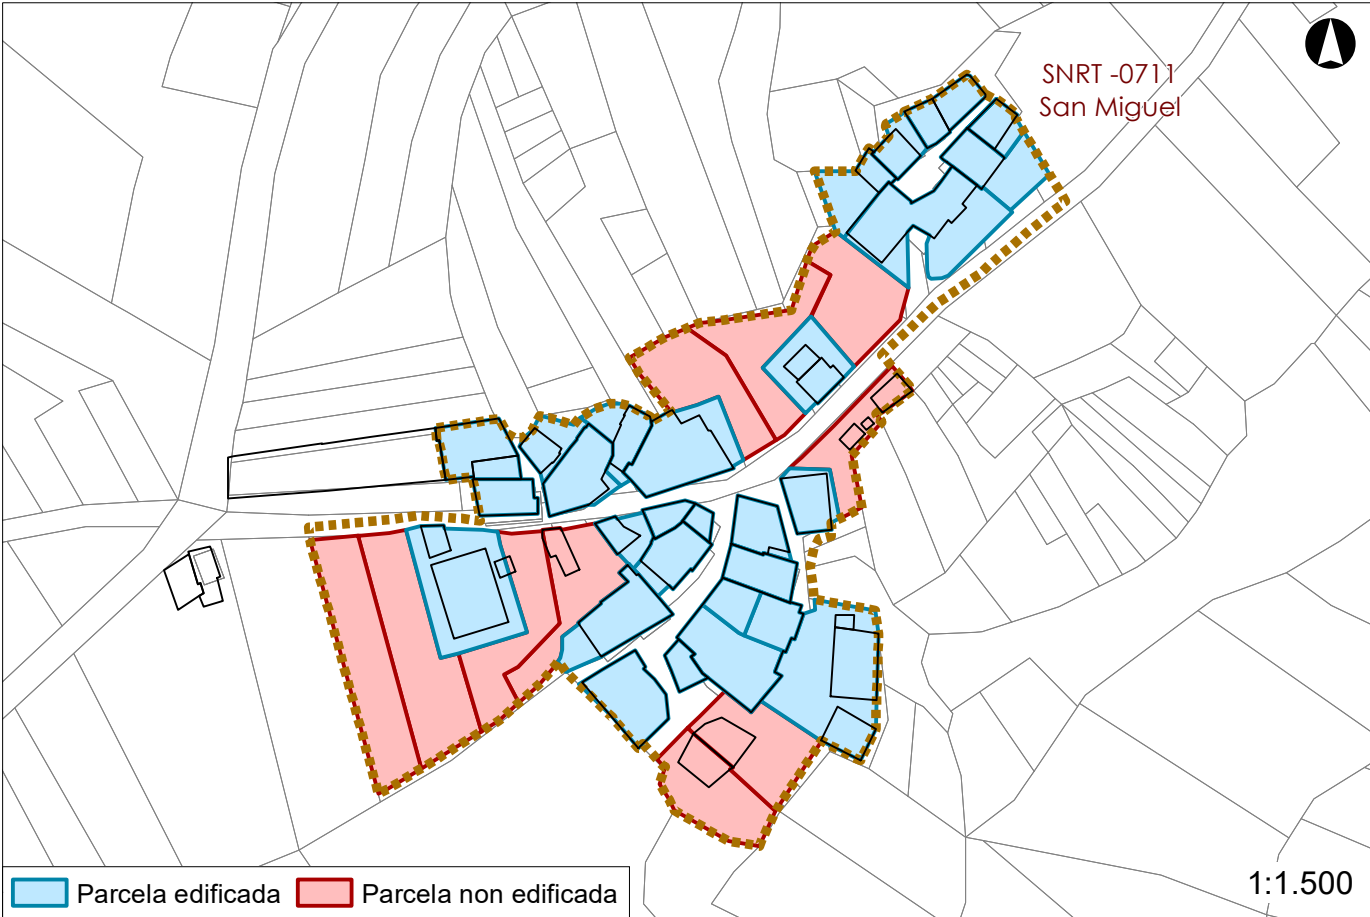 SNRT -0711
San Miguel
Parcela edificada
Parcela non edificada
1:1.500